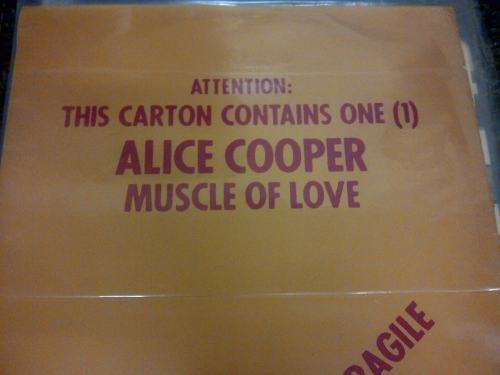 ATTENTION:
THIS CARTON CONTAINS ONE (1)
ALICE COOPER
MUSCLE OF LOVE